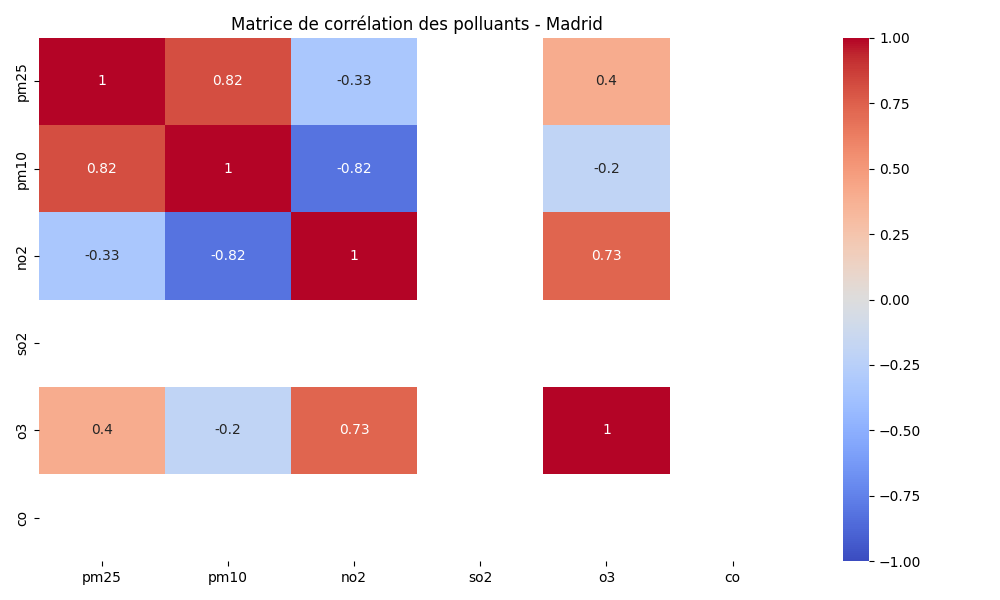 Matrice de corrélation des polluants - Madrid
pm25 1 0.82 -0.33 0.4
pm10 0.82 1 -0.82 -0.2
no2 -0.33 -0.82 1 0.73
so2
o3 0.4 -0.2 0.73 1
co
pm25 pm10 no2 so2 o3 co
1.00
0.75
0.50
0.25
0.00
−0.25
−0.50
−0.75
−1.00